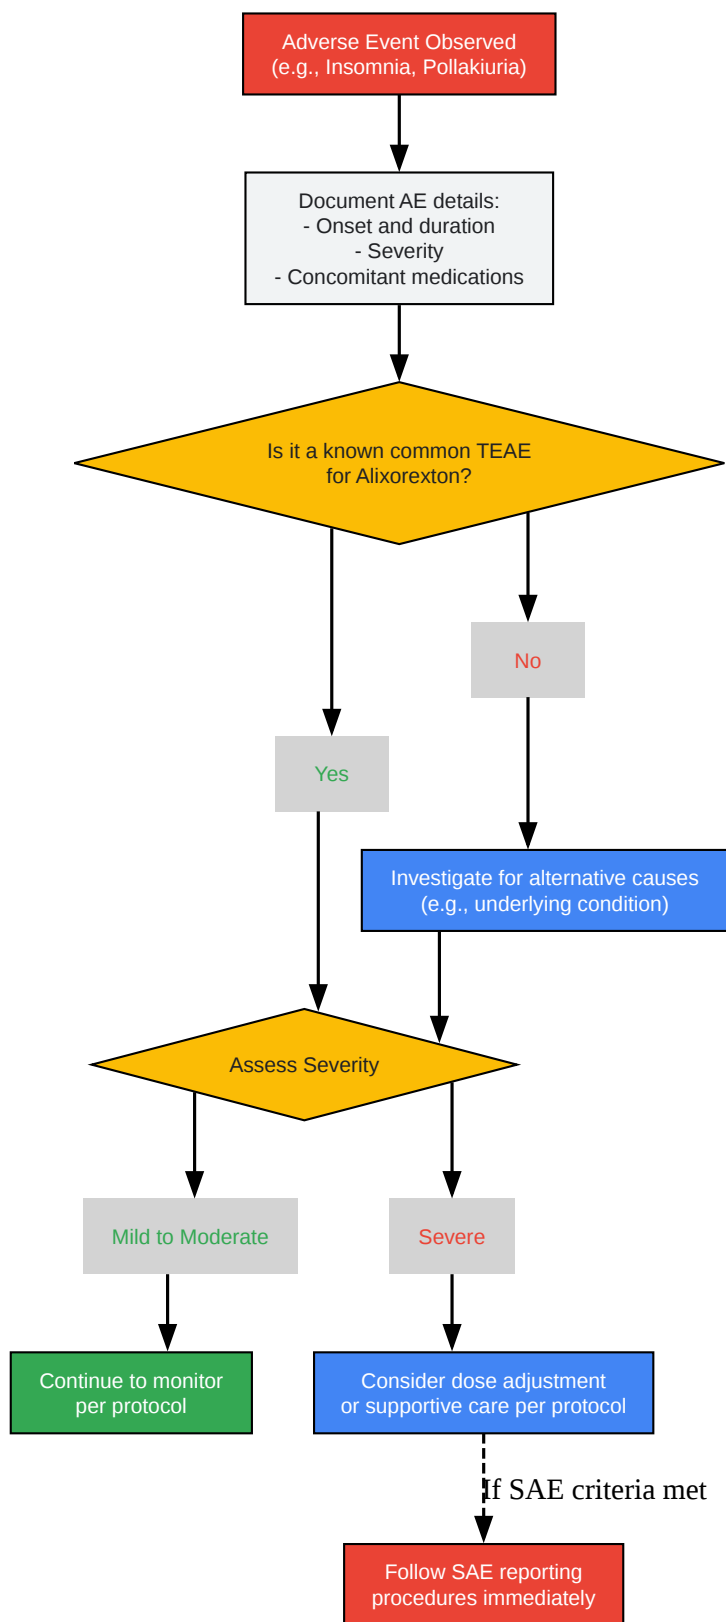 Adverse Event Observed
(e.g., Insomnia, Pollakiuria)
Document AE details:
- Onset and duration
- Severity
- Concomitant medications
Is it a known common TEAE
for Alixorexton?
No
Yes
Investigate for alternative causes
(e.g., underlying condition)
Assess Severity
Mild to Moderate
Severe
Continue to monitor
per protocol
Consider dose adjustment
or supportive care per protocol
If SAE criteria met
Follow SAE reporting
procedures immediately